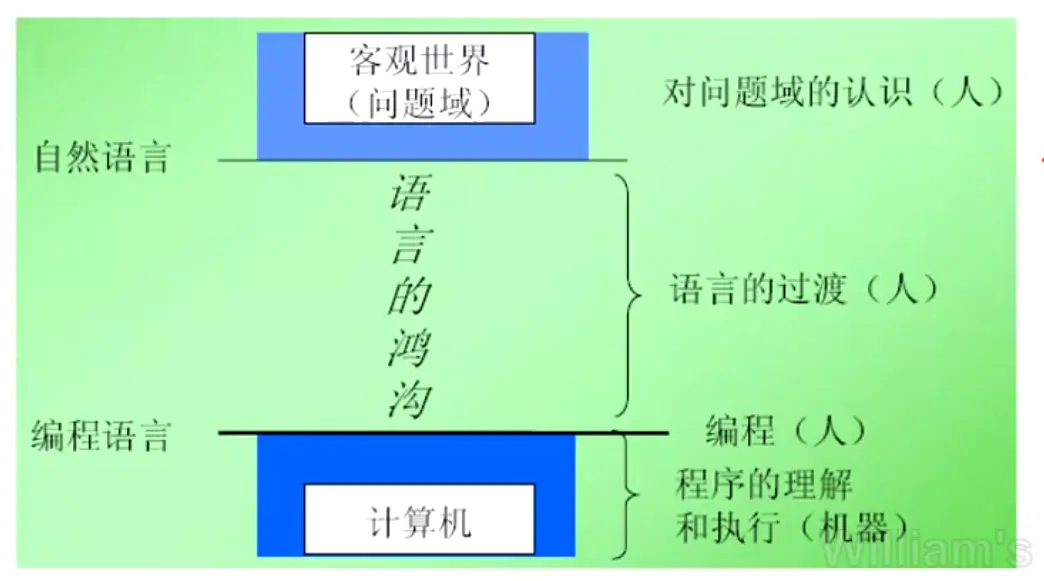 客观世界
（问题域）
对问题域的认识（人）
自然语言
语言的鸿沟
语言的过渡（人）
编程语言
编程（人）
计算机
程序的理解
和执行（机器）
william's